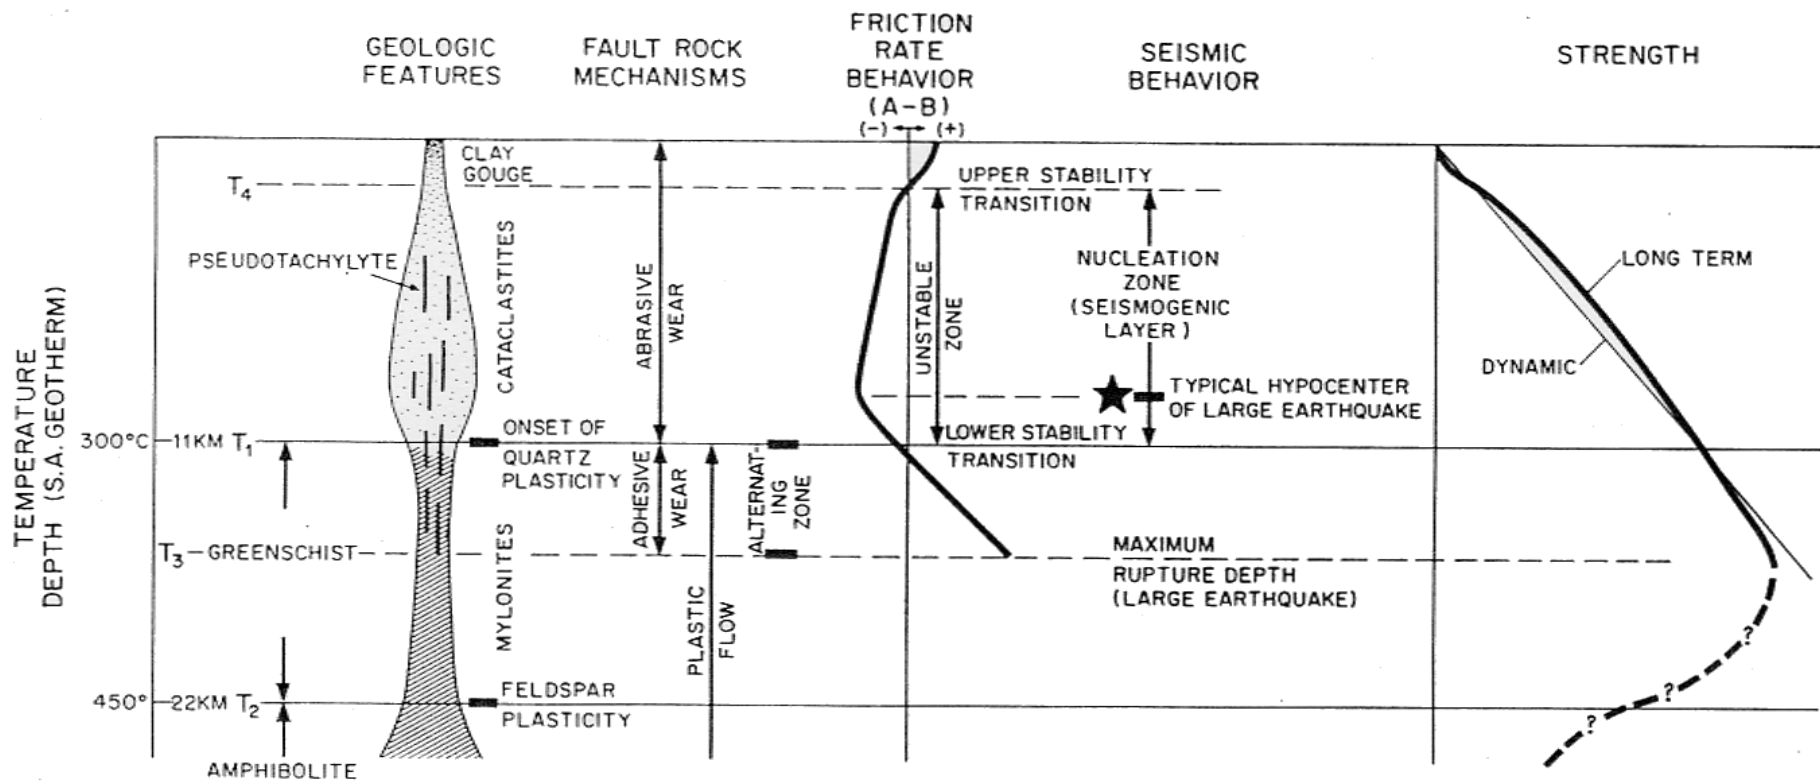 GEOLOGIC
FEATURES
FAULT ROCK
MECHANISMS
FRICTION
RATE
BEHAVIOR
(A-B)
(-) (+)
SEISMIC
BEHAVIOR
STRENGTH
TEMPERATURE
DEPTH (S.A. GEOTHERM)
T4
300°C
11KM T1
T3 GREENSCHIST
450°
22KM T2
AMPHIBOLITE
CLAY
GOUGE
PSEUDOTACHYLYTE
CATACLASTITES
ONSET OF
QUARTZ
PLASTICITY
MYLONITES
FELDSPAR
PLASTICITY
ABRASIVE
WEAR
ADHESIVE
WEAR
PLASTIC
FLOW
ALTERNAT-
ING
ZONE
UNSTABLE
ZONE
UPPER STABILITY
TRANSITION
NUCLEATION
ZONE
(SEISMOGENIC
LAYER)
TYPICAL HYPOCENTER
OF LARGE EARTHQUAKE
LOWER STABILITY
TRANSITION
MAXIMUM
RUPTURE DEPTH
(LARGE EARTHQUAKE)
LONG TERM
DYNAMIC
?
?
?